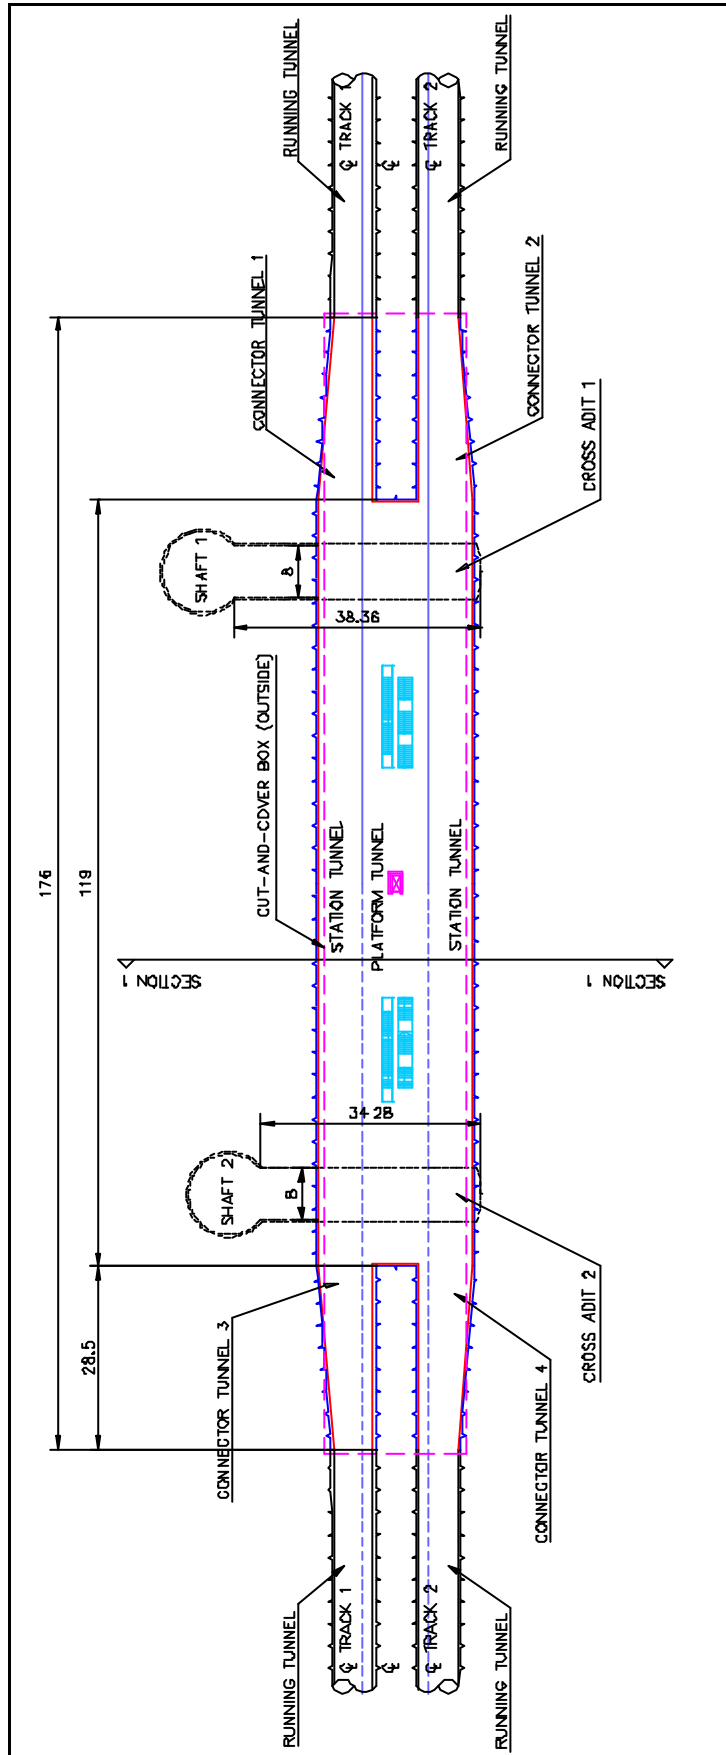 RUNNING TUNNEL
RUNNING TUNNEL
℄ TRACK 1
℄
℄ TRACK 2
CONNECTOR TUNNEL 1
CONNECTOR TUNNEL 2
CROSS ADIT 1
SHAFT 1
8
38.36
CUT-AND-COVER BOX (OUTSIDE)
176
119
STATION TUNNEL
PLATFORM TUNNEL
STATION TUNNEL
SECTION 1
SECTION 1
34.28
SHAFT 2
8
28.5
CONNECTOR TUNNEL 3
CONNECTOR TUNNEL 4
CROSS ADIT 2
℄ TRACK 1
℄
℄ TRACK 2
RUNNING TUNNEL
RUNNING TUNNEL